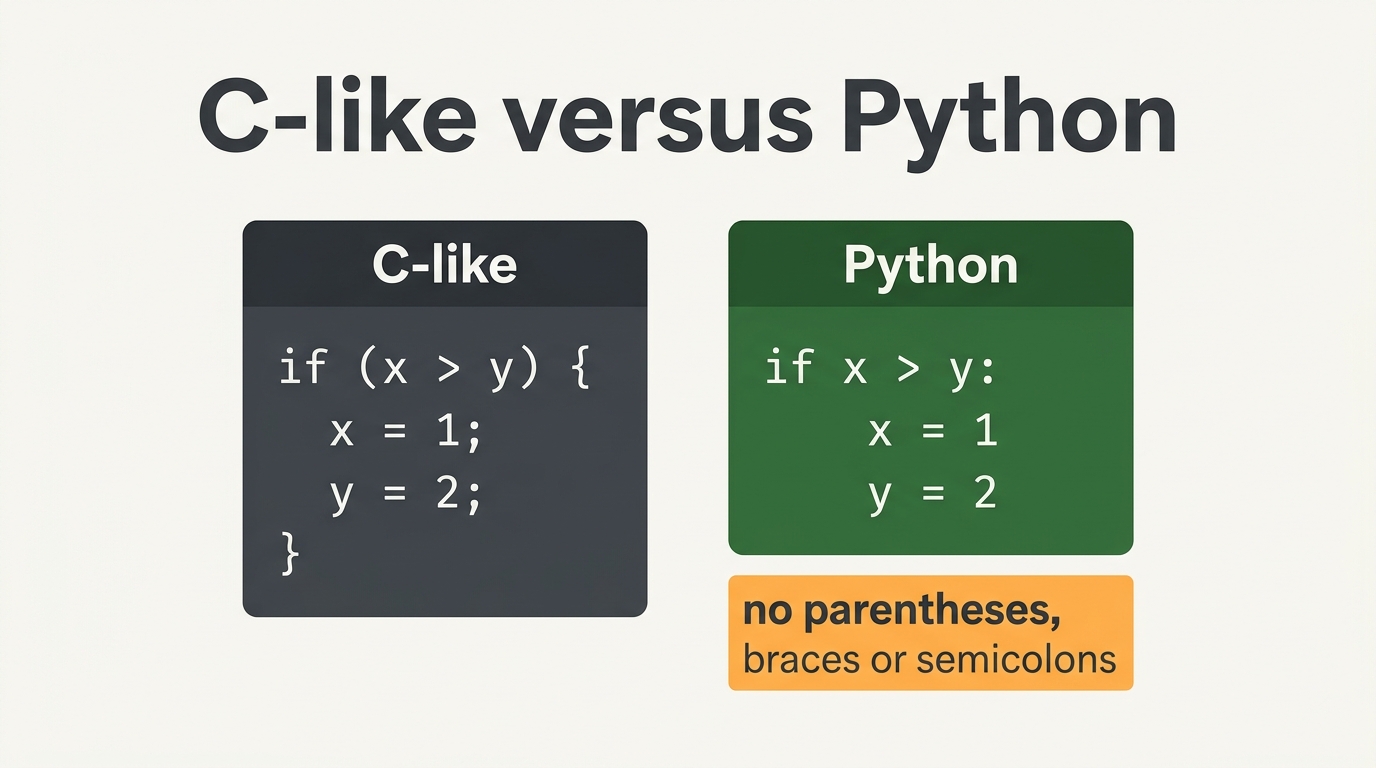 C-like versus Python
C-like
if (x > y) {
  x = 1;
  y = 2;
}
Python
if x > y:
    x = 1
    y = 2
no parentheses,
braces or semicolons